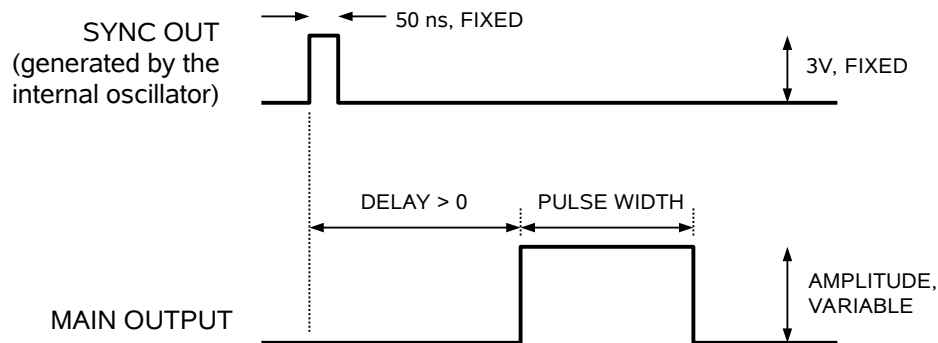 50 ns, FIXED
SYNC OUT
(generated by the
internal oscillator)
3V, FIXED
DELAY > 0
PULSE WIDTH
AMPLITUDE,
VARIABLE
MAIN OUTPUT